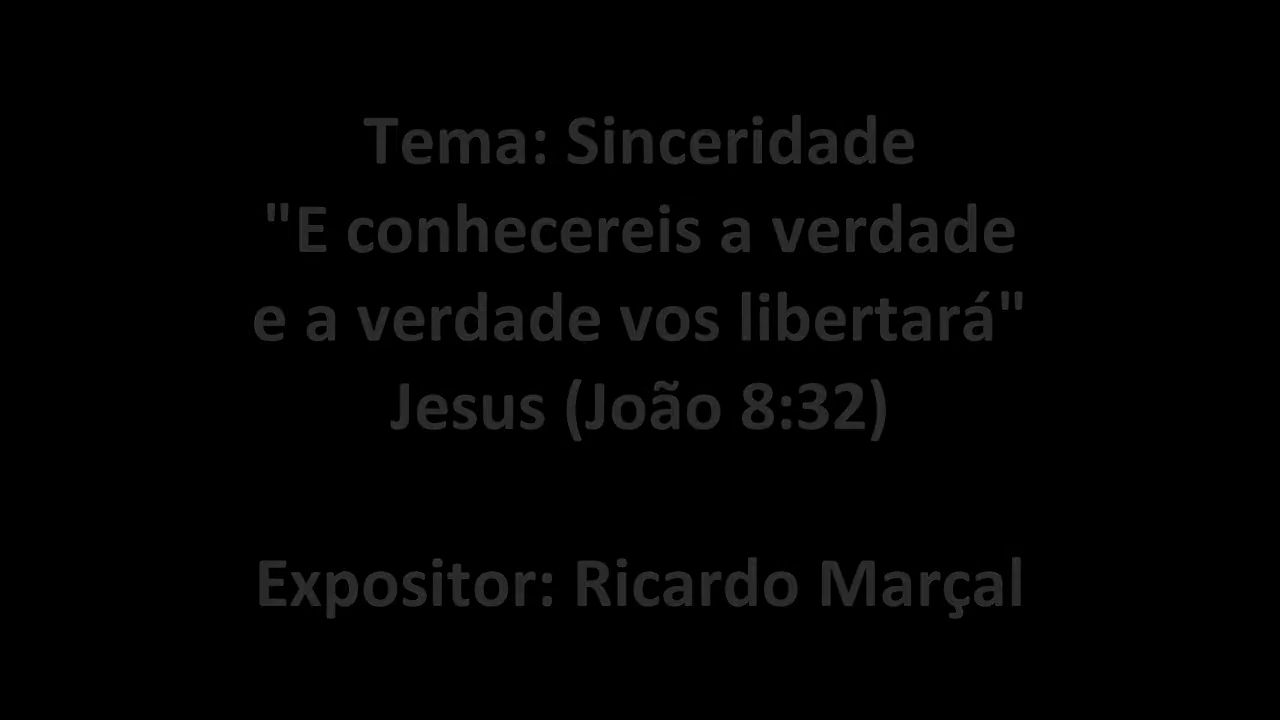 Tema: Sinceridade
"E conhecereis a verdade
e a verdade vos libertará"
Jesus (João 8:32)
Expositor: Ricardo Marçal